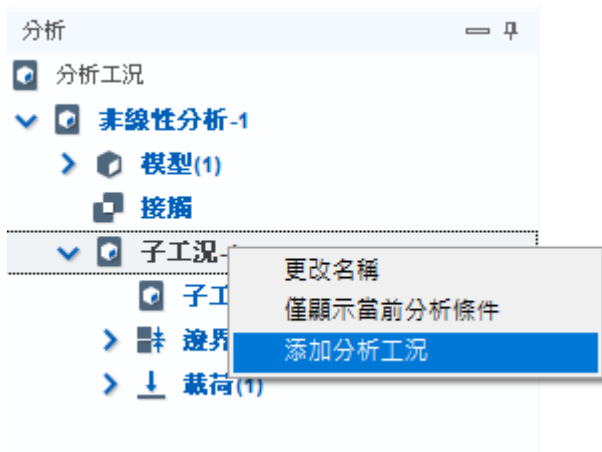 分析
分析工況
非線性分析-1
模型(1)
接觸
子工況-
更改名稱
僅顯示當前分析條件
添加分析工況
子工
邊界
載荷(1)